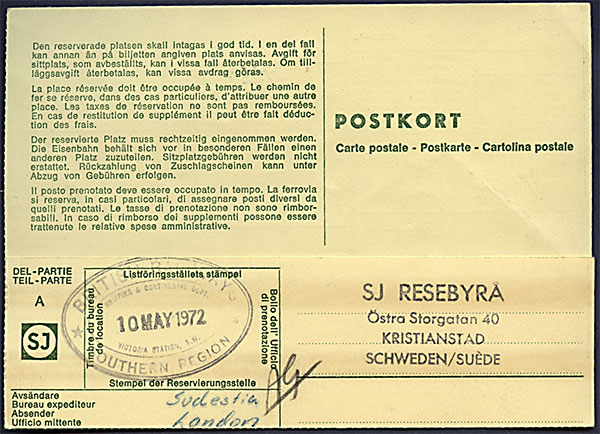 Den reserverade platsen skall intagas i god tid. I en del fall
kan annan än på biljetten angiven plats anvisas. Avgift för
sittplats, som avbeställts, kan i vissa fall återbetalas. Om till-
läggsavgift återbetalas, kan vissa avdrag göras.
La place réservée doit être occupée à temps. Le chemin de
fer se réserve, dans des cas particuliers, d'attribuer une autre
place. Les taxes de réservation ne sont pas remboursées.
En cas de restitution de supplément il peut être fait déduc-
tion des frais.
Der reservierte Platz muss rechtzeitig eingenommen werden.
Die Eisenbahn behält sich vor in besonderen Fällen einen
anderen Platz zuzuteilen. Sitzplatzgebühren werden nicht
erstattet. Rückzahlung von Zuschlagscheinen kann unter
Abzug von Gebühren erfolgen.
Il posto prenotato deve essere occupato in tempo. La ferrovia
si riserva, in casi particolari, di assegnare posti diversi da
quelli prenotati. Le tasse di prenotazione non sono rimbor-
sabili. In caso di rimborso dei supplementi possono essere
trattenute le relative spese amministrative.
POSTKORT
Carte postale - Postkarte - Cartolina postale
DEL-PARTIE
TEIL-PARTE
A
SJ
Listföringsställets stämpel
Timbre du bureau
de location
BRITISH RAILWAYS
SHIPPING & CONTINENTAL DEPT.
10 MAY 1972
VICTORIA STATION, S.W.
SOUTHERN REGION
Bollo dell' Ufficio
di prenotazione
Stempel der Reservierungsstelle
SJ RESEBYRÅ
Östra Storgatan 40
KRISTIANSTAD
SCHWEDEN/SUÈDE
Avsändare
Bureau expediteur
Absender
Ufficio mittente
Sudestia
London